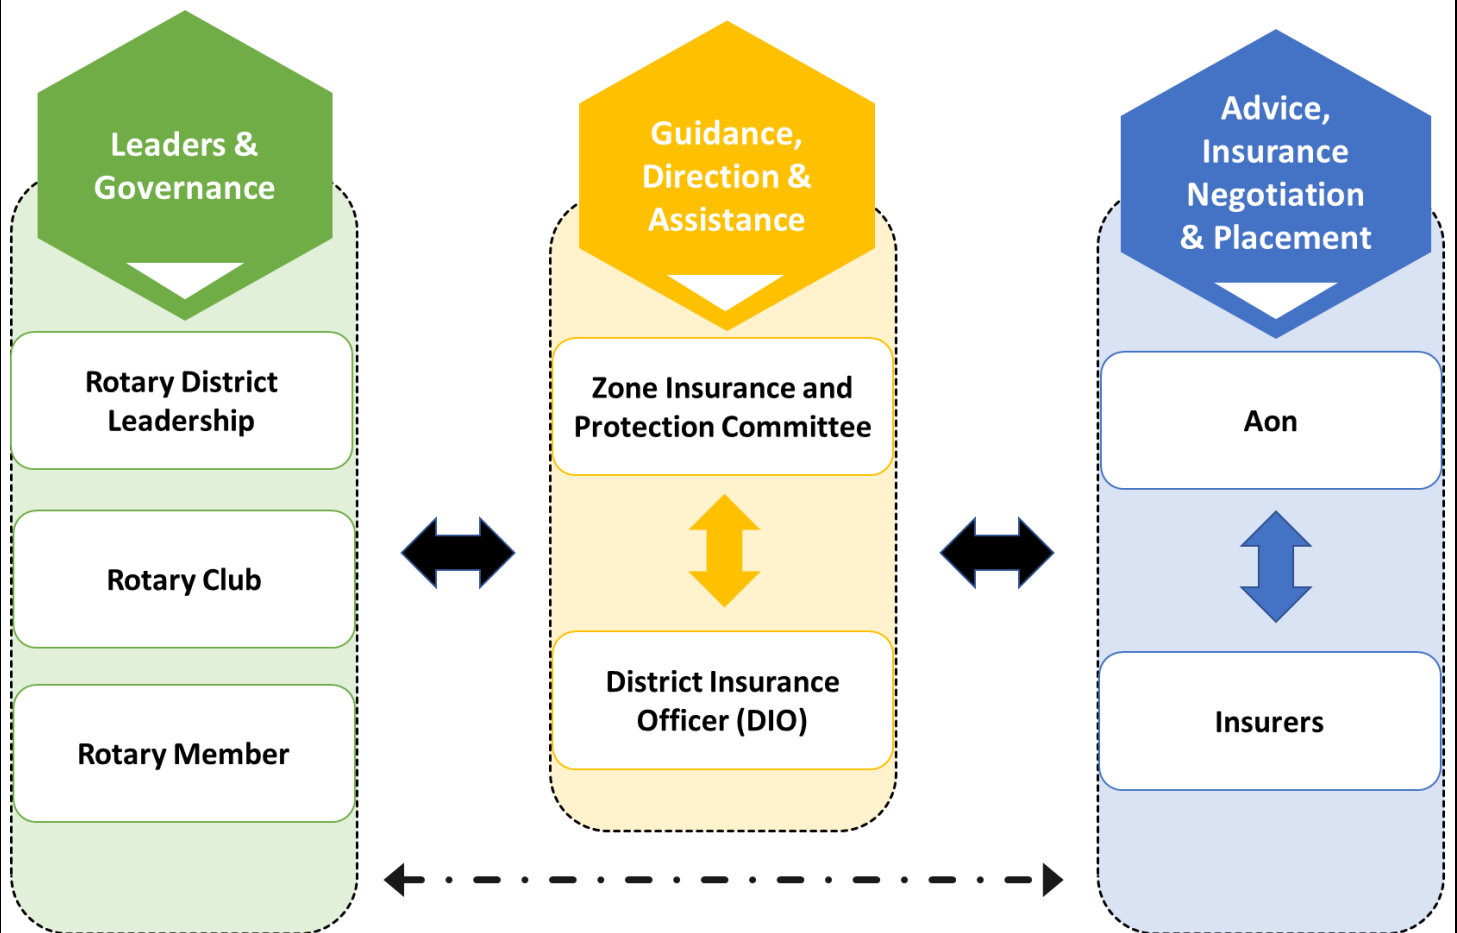 Leaders &
Governance
Rotary District
Leadership
Rotary Club
Rotary Member
Guidance,
Direction &
Assistance
Zone Insurance and
Protection Committee
District Insurance
Officer (DIO)
Advice,
Insurance
Negotiation
& Placement
Aon
Insurers